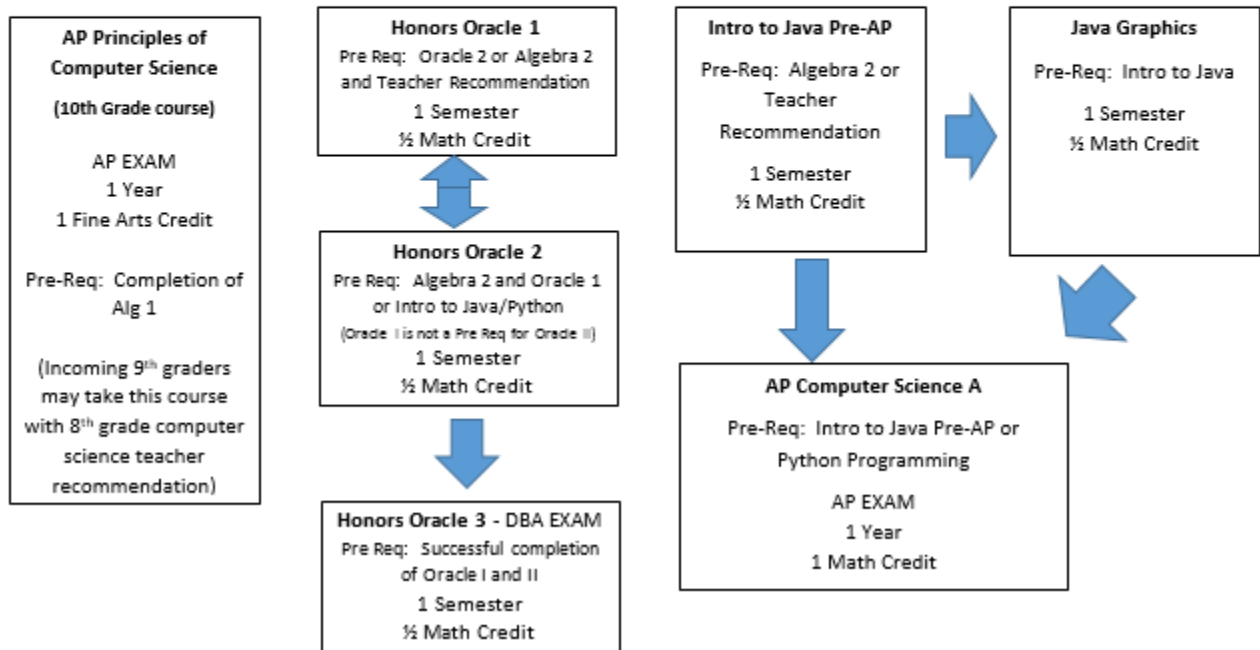 AP Principles of
Computer Science
(10th Grade course)
AP EXAM
1 Year
1 Fine Arts Credit
Pre-Req: Completion of
Alg 1
(Incoming 9th graders
may take this course
with 8th grade computer
science teacher
recommendation)
Honors Oracle 1
Pre Req: Oracle 2 or Algebra 2
and Teacher Recommendation
1 Semester
½ Math Credit
Honors Oracle 2
Pre Req: Algebra 2 and Oracle 1
or Intro to Java/Python
(Oracle I is not a Pre Req for Oracle II)
1 Semester
½ Math Credit
Honors Oracle 3 - DBA EXAM
Pre Req: Successful completion
of Oracle I and II
1 Semester
½ Math Credit
Intro to Java Pre-AP
Pre-Req: Algebra 2 or
Teacher
Recommendation
1 Semester
½ Math Credit
Java Graphics
Pre-Req: Intro to Java
1 Semester
½ Math Credit
AP Computer Science A
Pre-Req: Intro to Java Pre-AP or
Python Programming
AP EXAM
1 Year
1 Math Credit